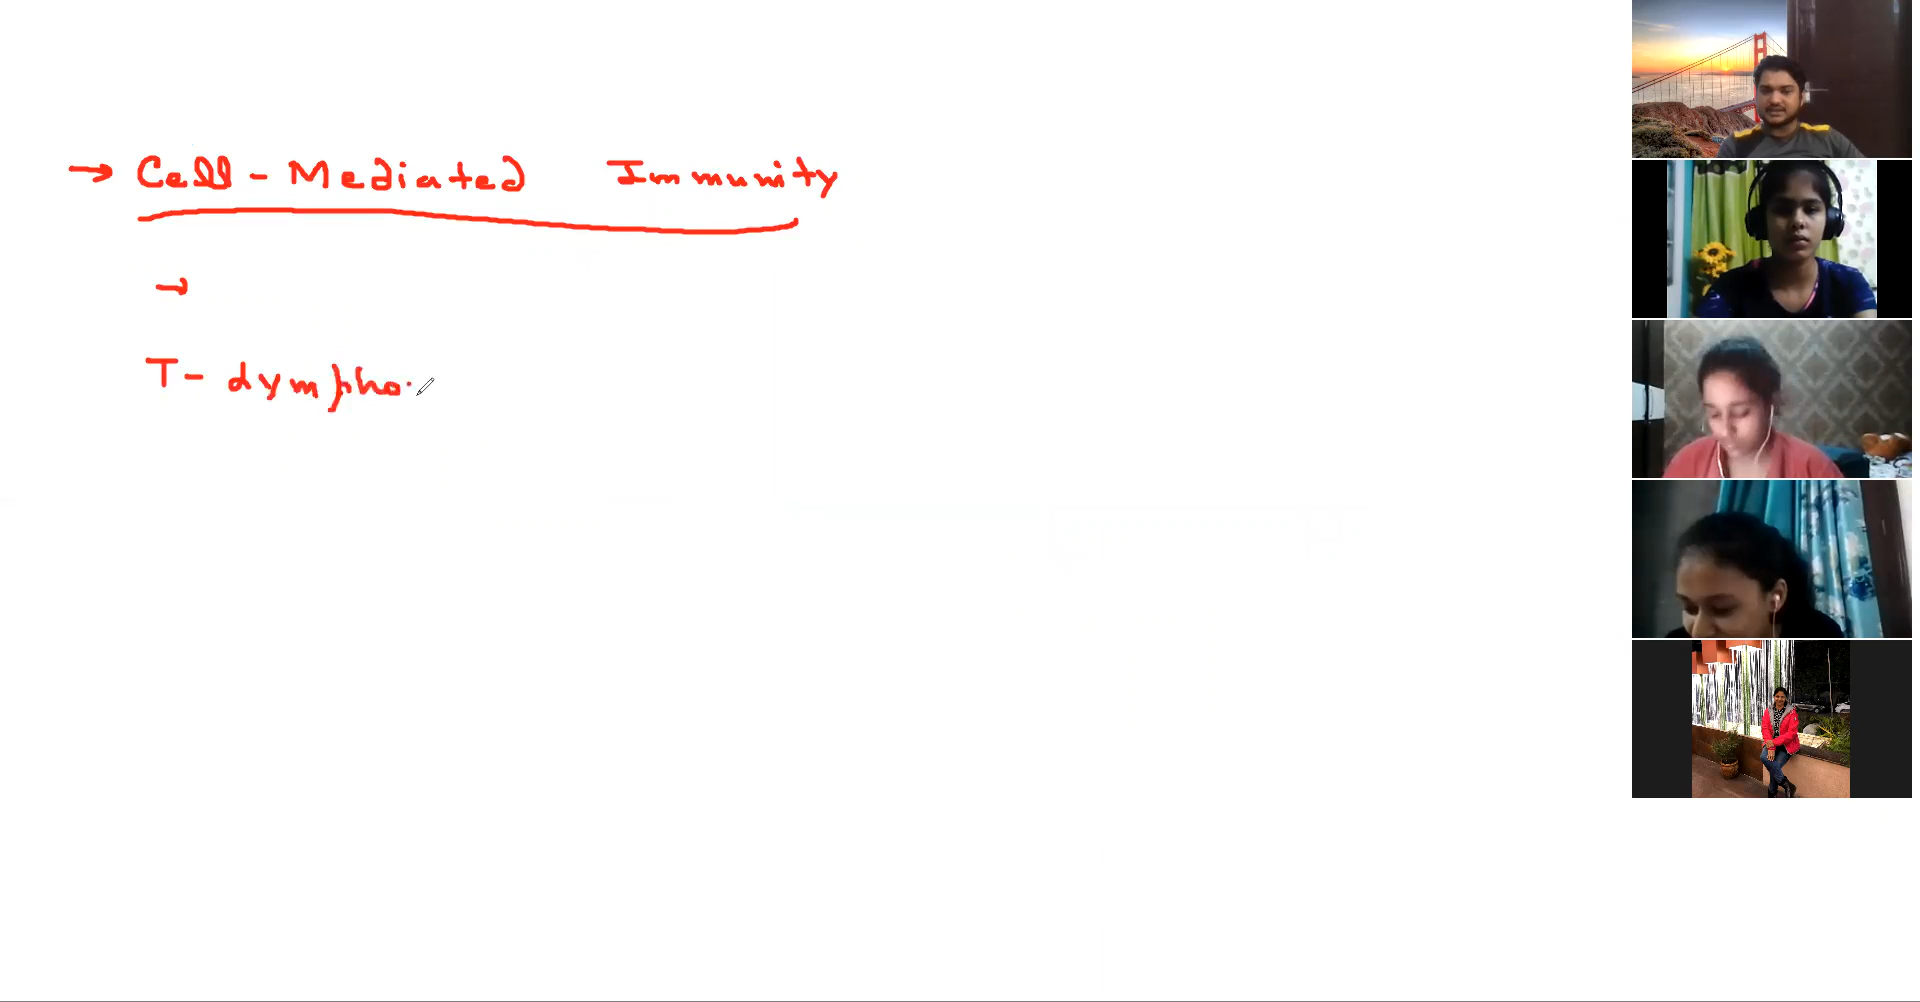 → Cell - Mediated Immunity
→
T- Lympho